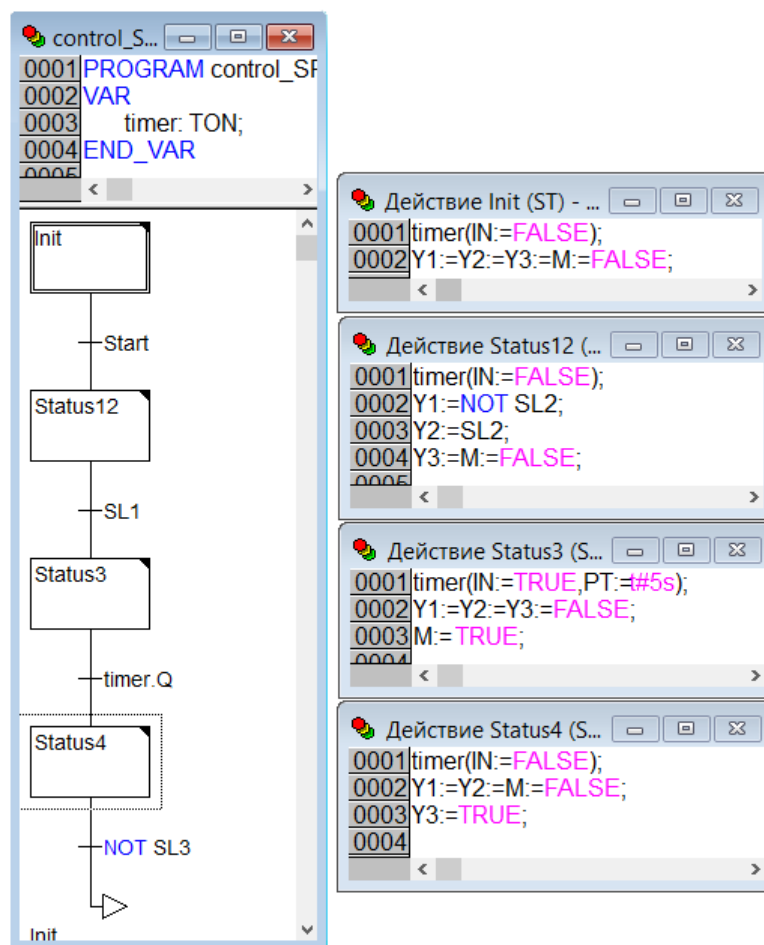 control_S...
0001 PROGRAM control_SF
0002 VAR
0003 timer: TON;
0004 END_VAR
0005
Init
Start
Status12
SL1
Status3
timer.Q
Status4
NOT SL3
Init
Действие Init (ST) - ...
0001 timer(IN:=FALSE);
0002 Y1:=Y2:=Y3:=M:=FALSE;
Действие Status12 (...
0001 timer(IN:=FALSE);
0002 Y1:=NOT SL2;
0003 Y2:=SL2;
0004 Y3:=M:=FALSE;
0005
Действие Status3 (S...
0001 timer(IN:=TRUE,PT:=t#5s);
0002 Y1:=Y2:=Y3:=FALSE;
0003 M:=TRUE;
0004
Действие Status4 (S...
0001 timer(IN:=FALSE);
0002 Y1:=Y2:=M:=FALSE;
0003 Y3:=TRUE;
0004